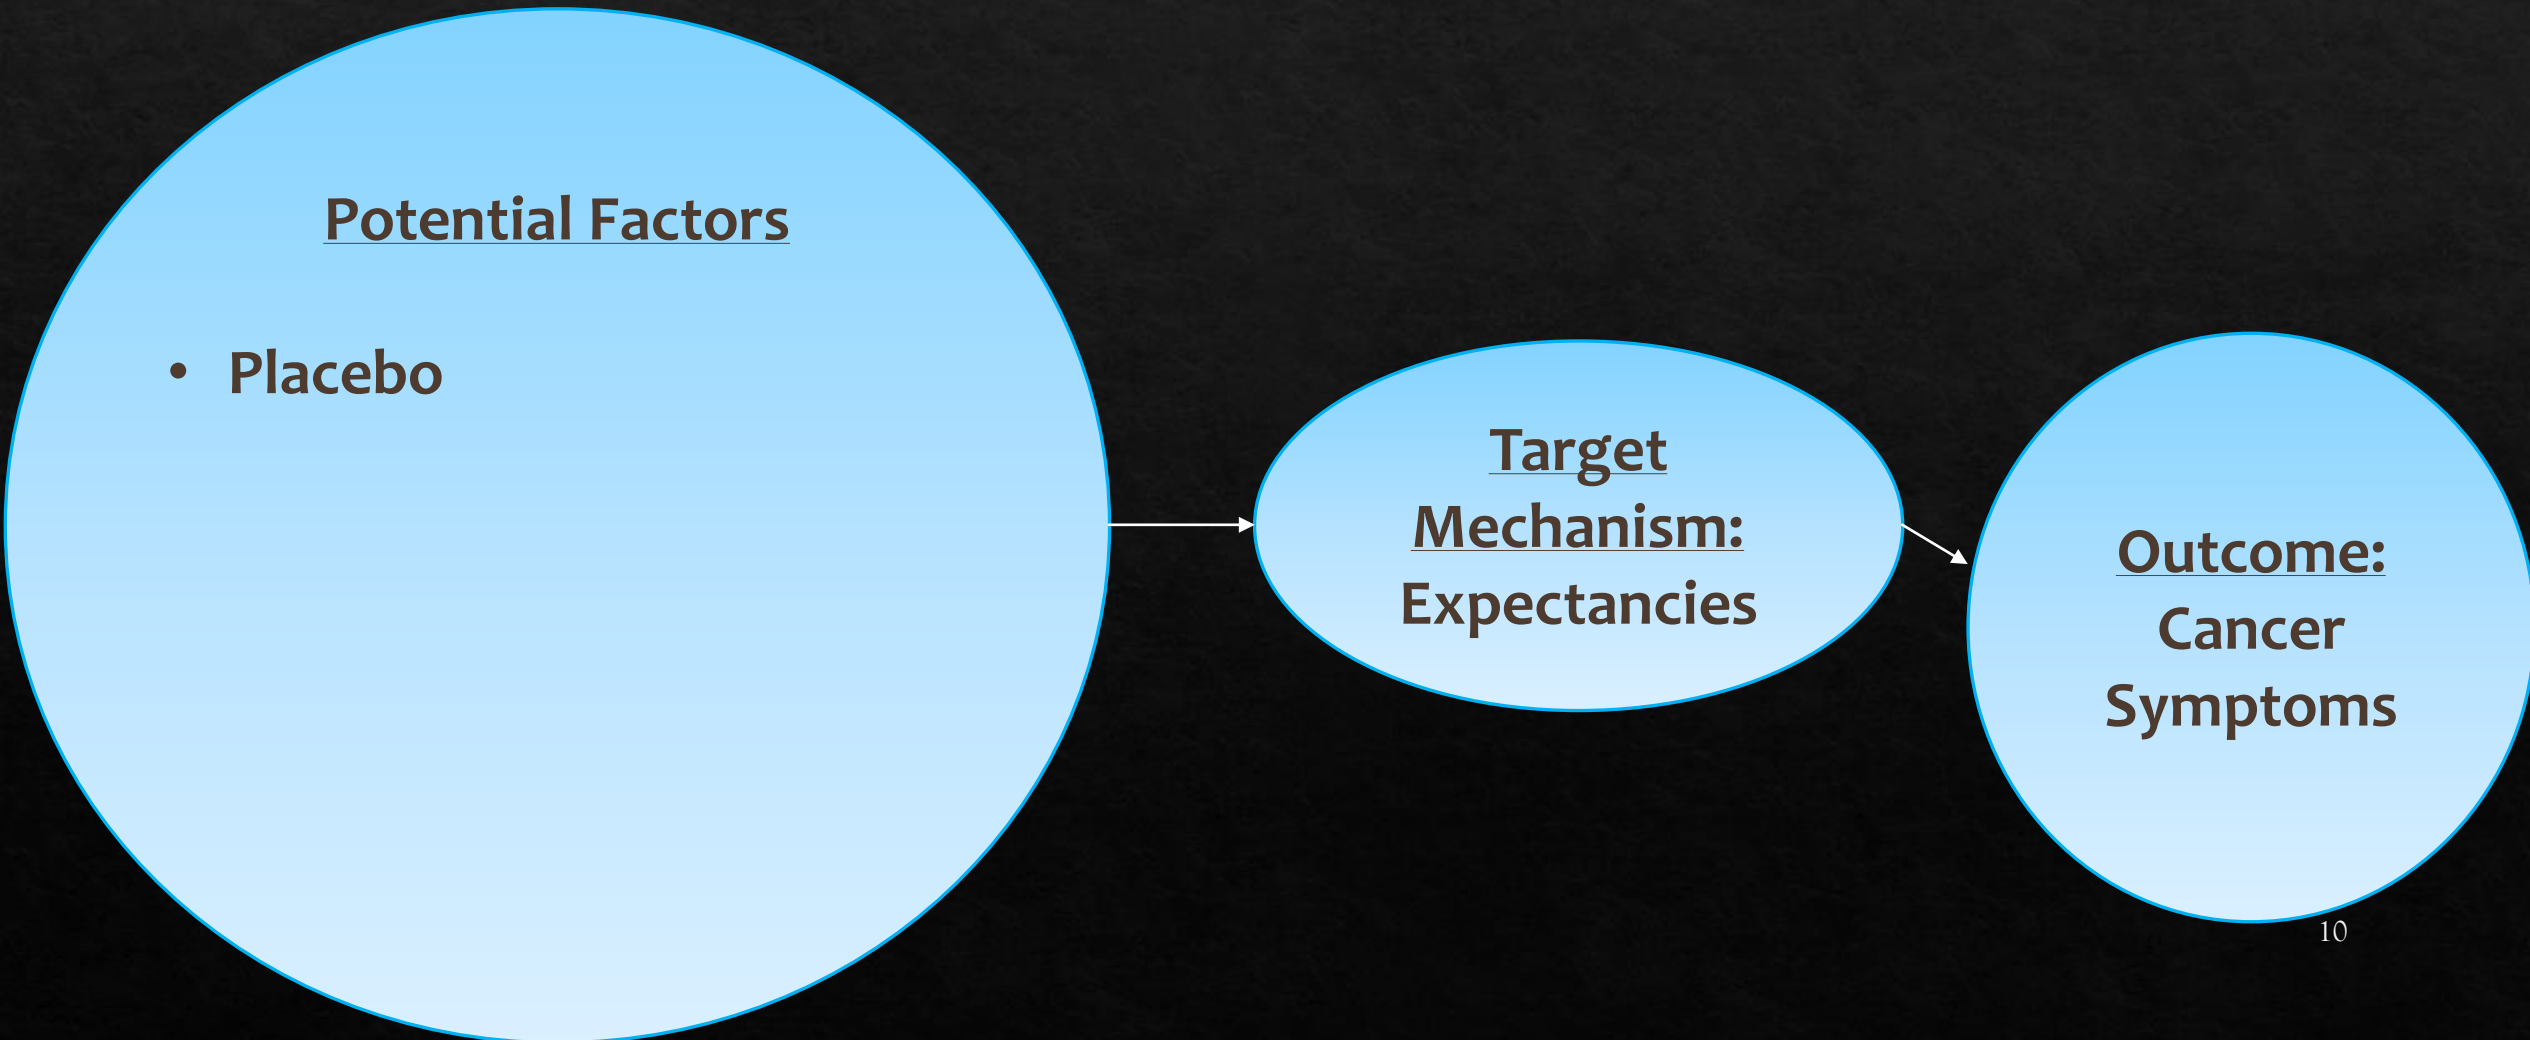 Potential Factors
• Placebo
Target
Mechanism:
Expectancies
Outcome:
Cancer
Symptoms
10